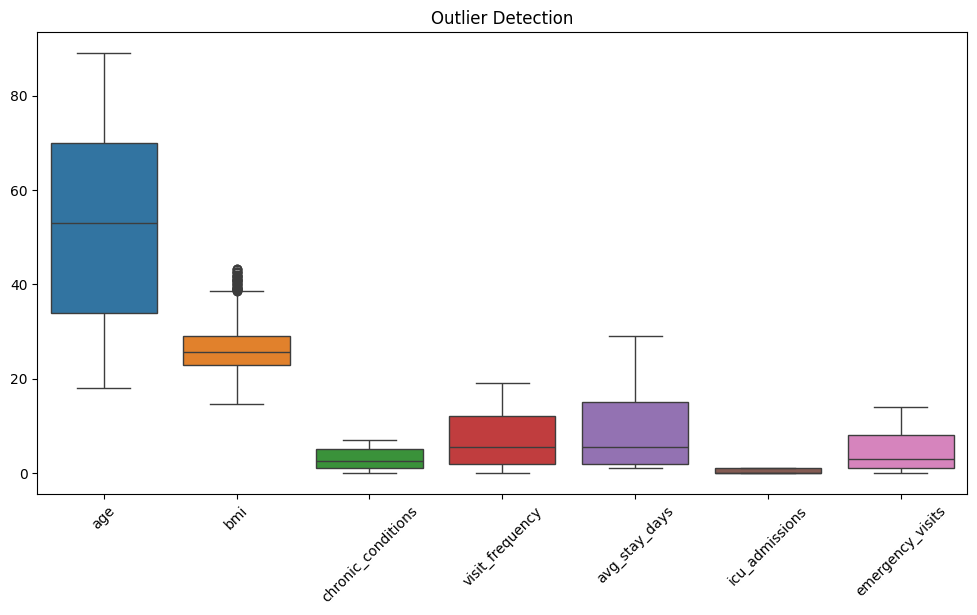 Outlier Detection
80
60
40
20
0
age
bmi
chronic_conditions
visit_frequency
avg_stay_days
icu_admissions
emergency_visits